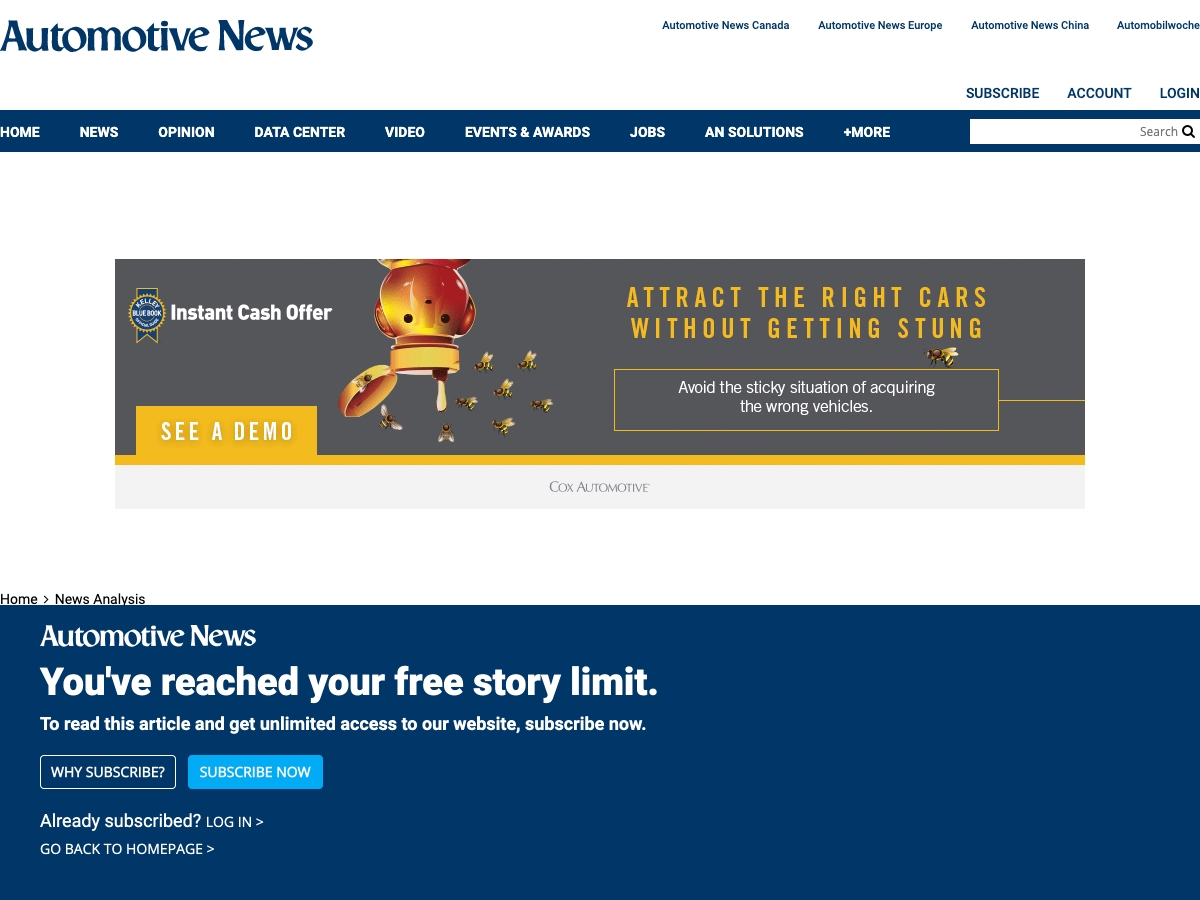 Automotive News
Automotive News Canada
Automotive News Europe
Automotive News China
Automobilwoche
SUBSCRIBE
ACCOUNT
LOGIN
HOME
NEWS
OPINION
DATA CENTER
VIDEO
EVENTS & AWARDS
JOBS
AN SOLUTIONS
+MORE
Search
KELLEY
BLUE BOOK
Instant Cash Offer
SEE A DEMO
ATTRACT THE RIGHT CARS
WITHOUT GETTING STUNG
Avoid the sticky situation of acquiring
the wrong vehicles.
COX AUTOMOTIVE
Home > News Analysis
Automotive News
You've reached your free story limit.
To read this article and get unlimited access to our website, subscribe now.
WHY SUBSCRIBE?
SUBSCRIBE NOW
Already subscribed? LOG IN >
GO BACK TO HOMEPAGE >